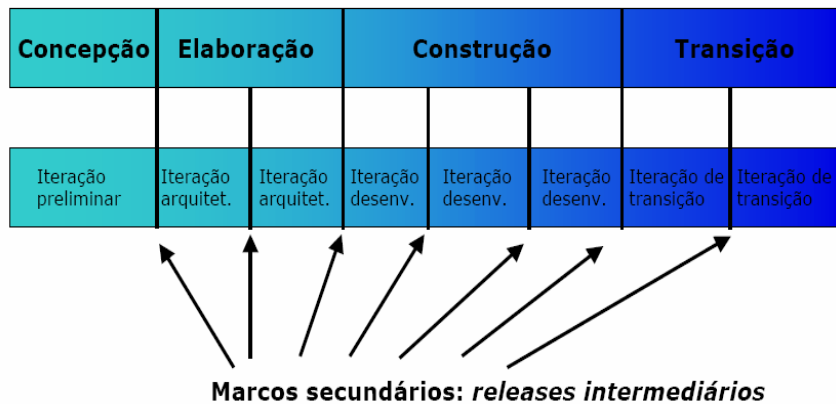 Concepção Elaboração Construção Transição
Iteração Iteração Iteração Iteração Iteração Iteração Iteração de Iteração de
preliminar arquitet. arquitet. desenv. desenv. desenv. transição transição
Marcos secundários: releases intermediários